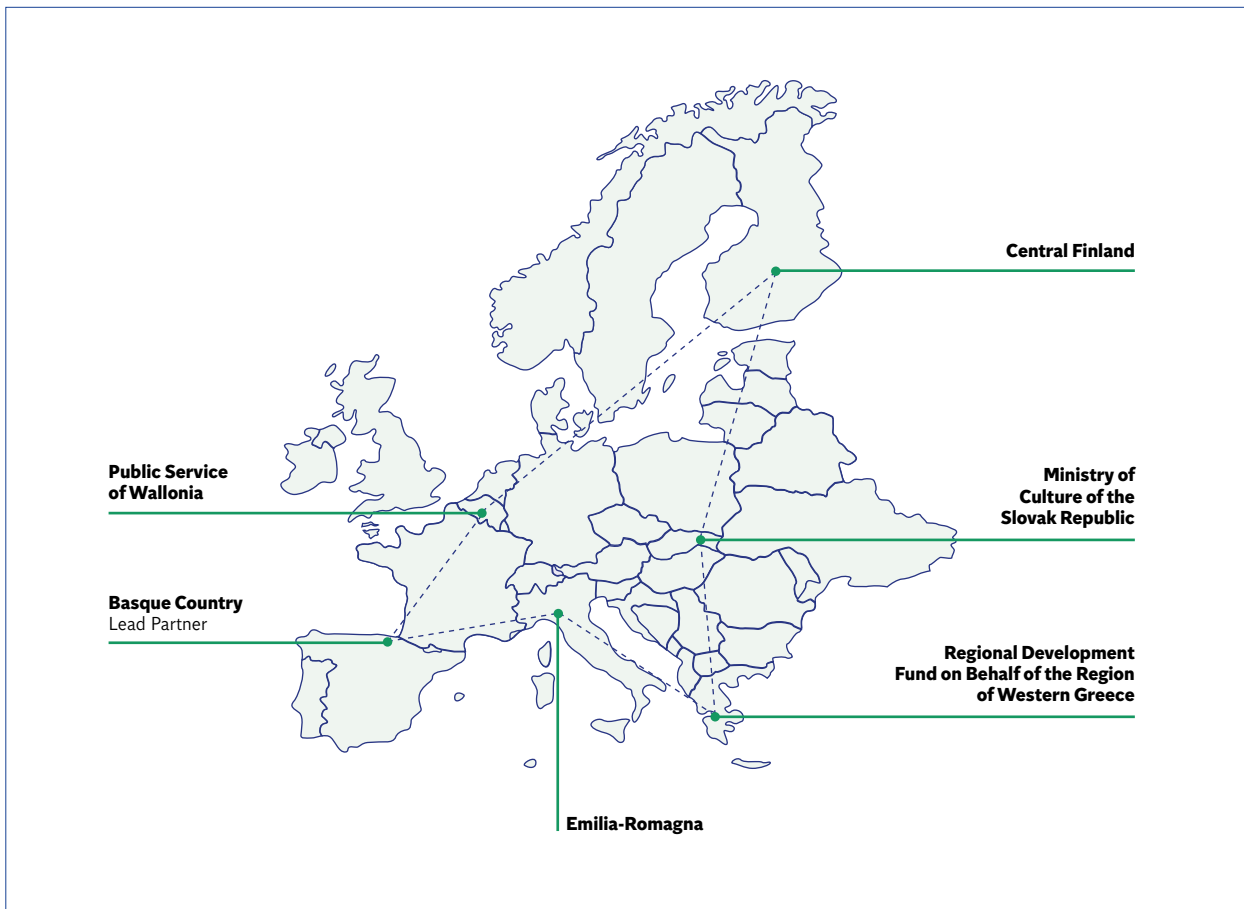 Central Finland
Public Service
of Wallonia
Ministry of
Culture of the
Slovak Republic
Basque Country
Lead Partner
Regional Development
Fund on Behalf of the Region
of Western Greece
Emilia-Romagna